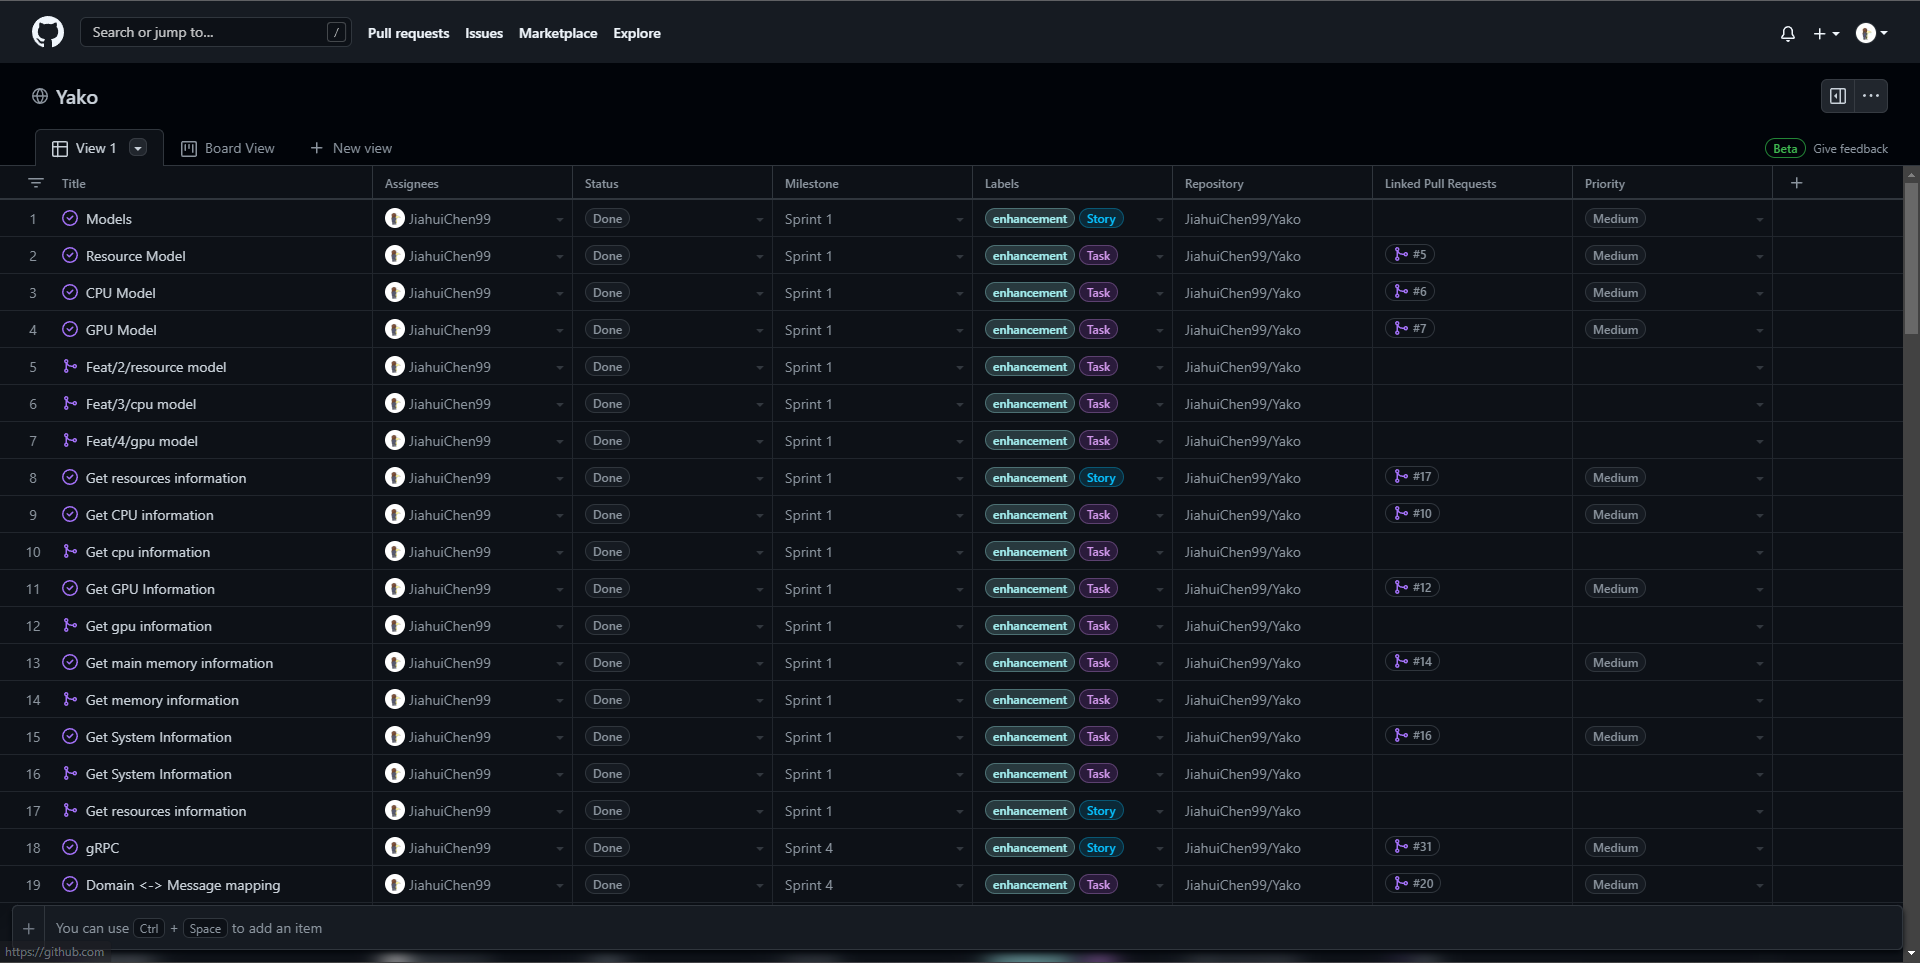 Search or jump to... / Pull requests Issues Marketplace Explore
Yako
View 1 Board View New view Beta Give feedback
Title Assignees Status Milestone Labels Repository Linked Pull Requests Priority
1 Models JiahuiChen99 Done Sprint 1 enhancement Story JiahuiChen99/Yako Medium
2 Resource Model JiahuiChen99 Done Sprint 1 enhancement Task JiahuiChen99/Yako #5 Medium
3 CPU Model JiahuiChen99 Done Sprint 1 enhancement Task JiahuiChen99/Yako #6 Medium
4 GPU Model JiahuiChen99 Done Sprint 1 enhancement Task JiahuiChen99/Yako #7 Medium
5 Feat/2/resource model JiahuiChen99 Done Sprint 1 enhancement Task JiahuiChen99/Yako
6 Feat/3/cpu model JiahuiChen99 Done Sprint 1 enhancement Task JiahuiChen99/Yako
7 Feat/4/gpu model JiahuiChen99 Done Sprint 1 enhancement Task JiahuiChen99/Yako
8 Get resources information JiahuiChen99 Done Sprint 1 enhancement Story JiahuiChen99/Yako #17 Medium
9 Get CPU information JiahuiChen99 Done Sprint 1 enhancement Task JiahuiChen99/Yako #10 Medium
10 Get cpu information JiahuiChen99 Done Sprint 1 enhancement Task JiahuiChen99/Yako
11 Get GPU Information JiahuiChen99 Done Sprint 1 enhancement Task JiahuiChen99/Yako #12 Medium
12 Get gpu information JiahuiChen99 Done Sprint 1 enhancement Task JiahuiChen99/Yako
13 Get main memory information JiahuiChen99 Done Sprint 1 enhancement Task JiahuiChen99/Yako #14 Medium
14 Get memory information JiahuiChen99 Done Sprint 1 enhancement Task JiahuiChen99/Yako
15 Get System Information JiahuiChen99 Done Sprint 1 enhancement Task JiahuiChen99/Yako #16 Medium
16 Get System Information JiahuiChen99 Done Sprint 1 enhancement Task JiahuiChen99/Yako
17 Get resources information JiahuiChen99 Done Sprint 1 enhancement Story JiahuiChen99/Yako
18 gRPC JiahuiChen99 Done Sprint 4 enhancement Story JiahuiChen99/Yako #31 Medium
19 Domain <-> Message mapping JiahuiChen99 Done Sprint 4 enhancement Task JiahuiChen99/Yako #20 Medium
You can use Ctrl + Space to add an item
https://github.com